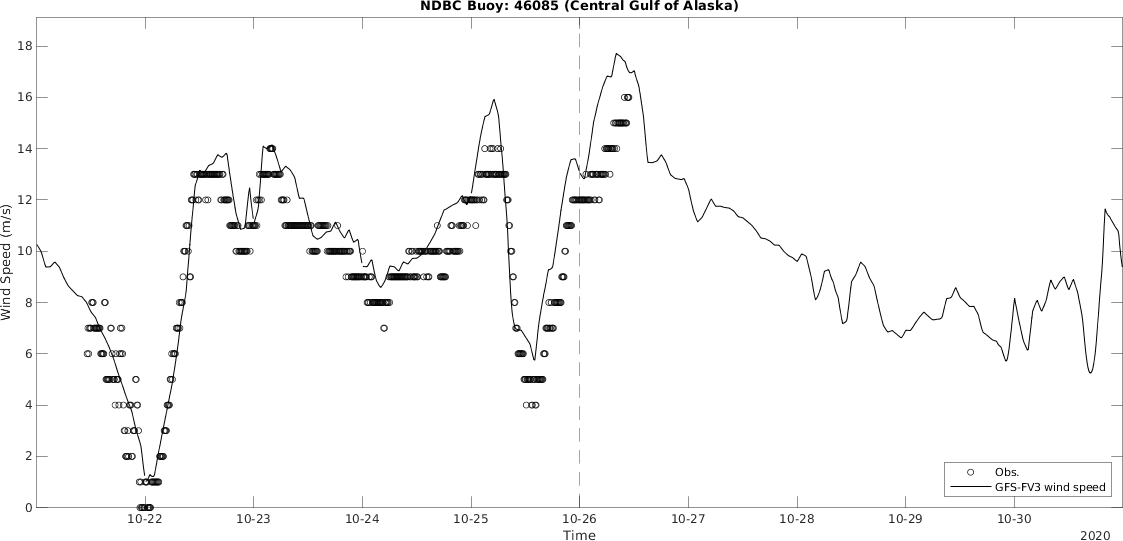 NDBC Buoy: 46085 (Central Gulf of Alaska)
Wind Speed (m/s)
18
16
14
12
10
8
6
4
2
0
Obs.
GFS-FV3 wind speed
10-22 10-23 10-24 10-25 10-26 10-27 10-28 10-29 10-30
Time
2020